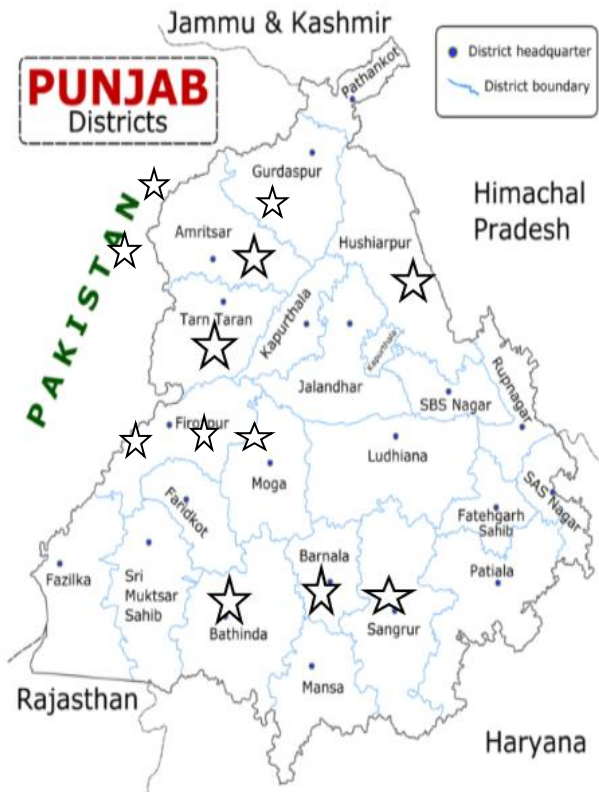 Jammu & Kashmir
PUNJAB
Districts
District headquarter
District boundary
Pathankot
Gurdaspur
PAKISTAN
Himachal
Pradesh
Amritsar
Hushiarpur
Tarn Taran
Kapurthala
Kapurthala
Jalandhar
SBS Nagar
Rupnagar
Firozpur
Ludhiana
Moga
SAS Nagar
Faridkot
Fatehgarh
Sahib
Barnala
Fazilka
Sri
Muktsar
Sahib
Patiala
Bathinda
Sangrur
Mansa
Rajasthan
Haryana